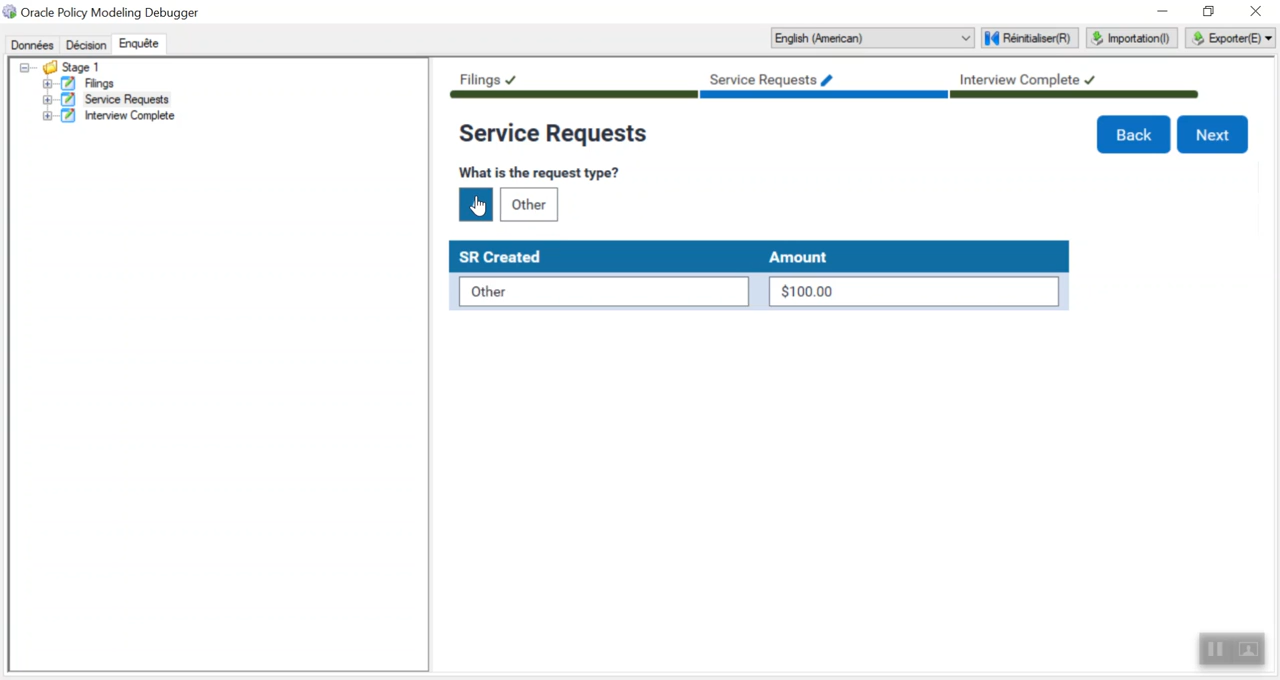 Oracle Policy Modeling Debugger
Données Décision Enquête
English (American) Réinitialiser(R) Importation(I) Exporter(E)
Stage 1
Filings
Service Requests
Interview Complete
Filings Service Requests Interview Complete
Service Requests
Back Next
What is the request type?
Other
SR Created Amount
Other $100.00